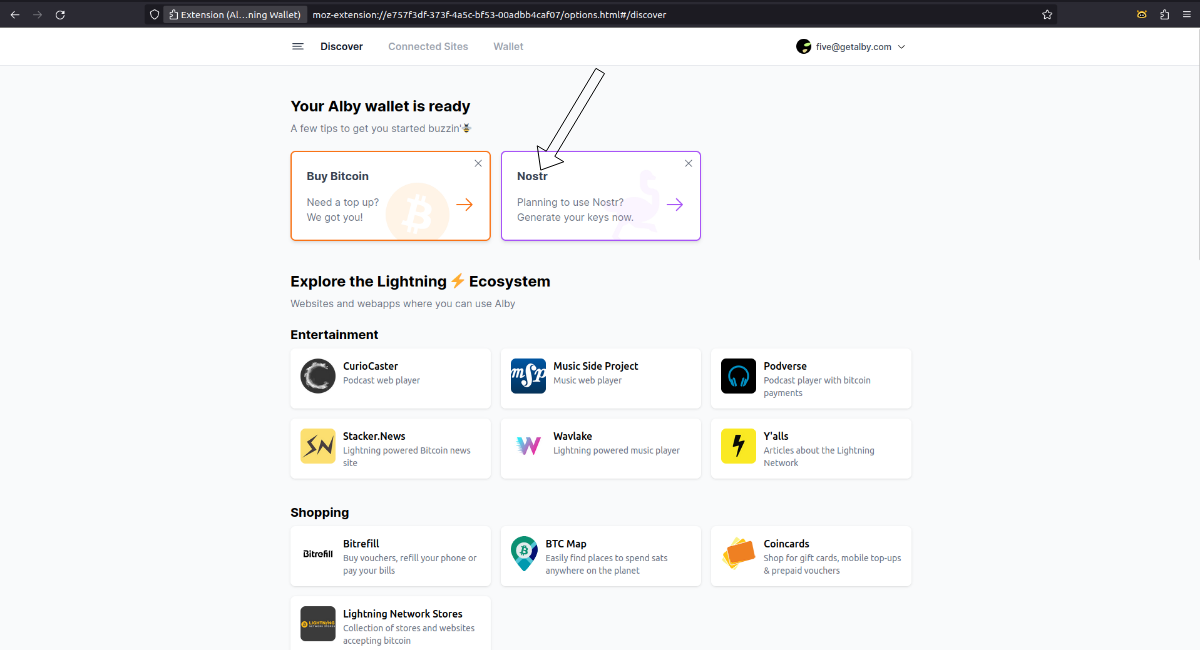 Extension (Al...ning Wallet) moz-extension://e757f3df-373f-4a5c-bf53-00adbb4caf07/options.html#/discover
Discover Connected Sites Wallet five@getalby.com
Your Alby wallet is ready
A few tips to get you started buzzin'🐝
Buy Bitcoin
Need a top up?
We got you!
Nostr
Planning to use Nostr?
Generate your keys now.
Explore the Lightning ⚡ Ecosystem
Websites and webapps where you can use Alby
Entertainment
CurioCaster
Podcast web player
mSp
Music Side Project
Music web player
Podverse
Podcast player with bitcoin
payments
SN
Stacker.News
Lightning powered Bitcoin news
site
W
Wavlake
Lightning powered music player
Y'alls
Articles about the Lightning
Network
Shopping
Bitrefill
Bitrefill
Buy vouchers, refill your phone or
pay your bills
BTC Map
Easily find places to spend sats
anywhere on the planet
Coincards
Shop for gift cards, mobile top-ups
& prepaid vouchers
LIGHTNING
Lightning Network Stores
Collection of stores and websites
accepting bitcoin